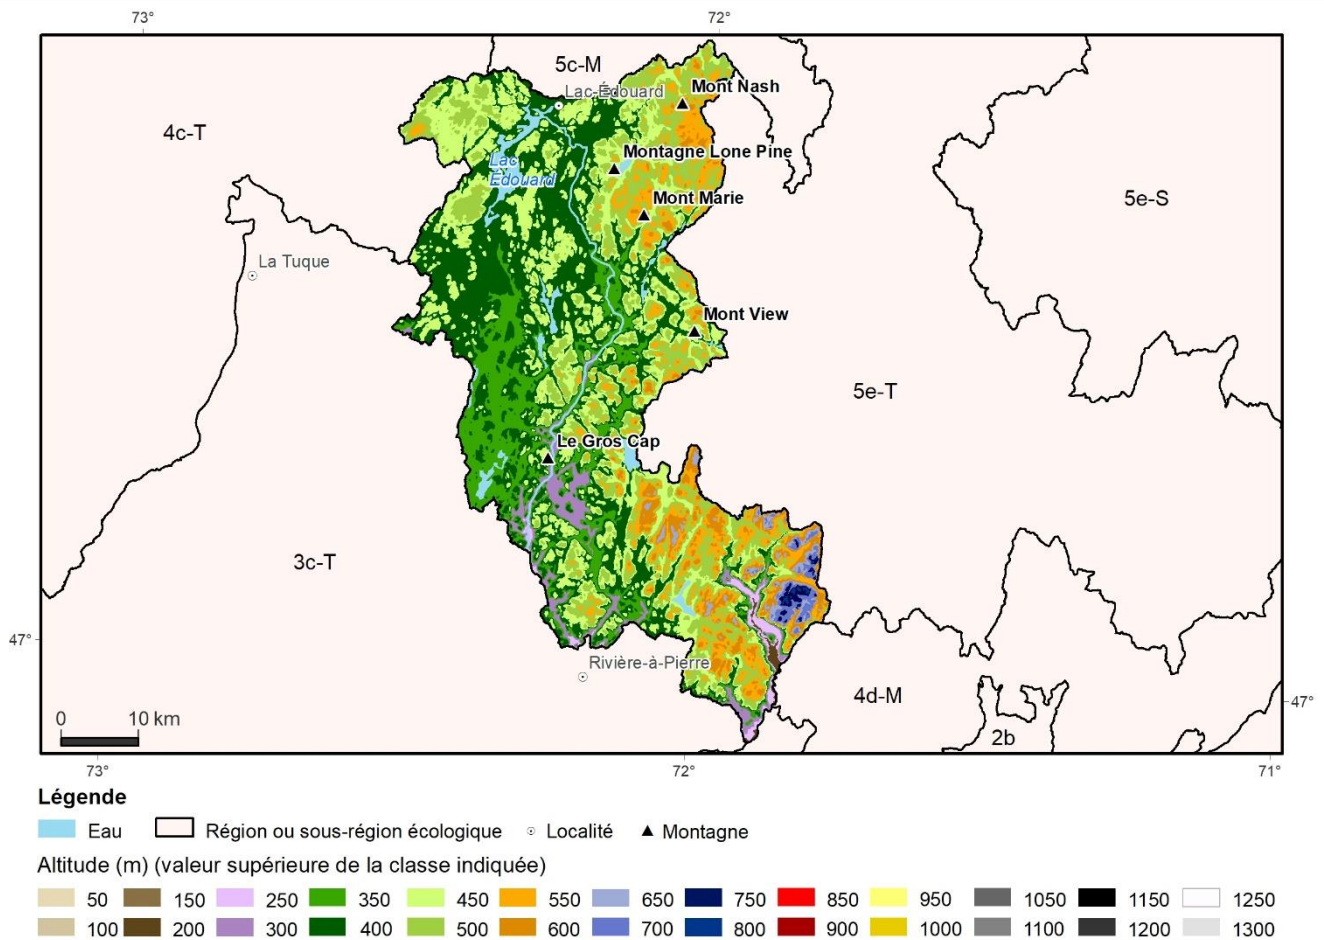 73° 72°
5c-M
Lac-Édouard
Mont Nash
4c-T
Montagne Lone Pine
Lac
Édouard
Mont Marie
5e-S
La Tuque
Mont View
5e-T
Le Gros Cap
3c-T
47°
Rivière-à-Pierre
4d-M
47°
0 10 km
2b
73° 72° 71°
Légende
Eau Région ou sous-région écologique Localité Montagne
Altitude (m) (valeur supérieure de la classe indiquée)
50 150 250 350 450 550 650 750 850 950 1050 1150 1250
100 200 300 400 500 600 700 800 900 1000 1100 1200 1300